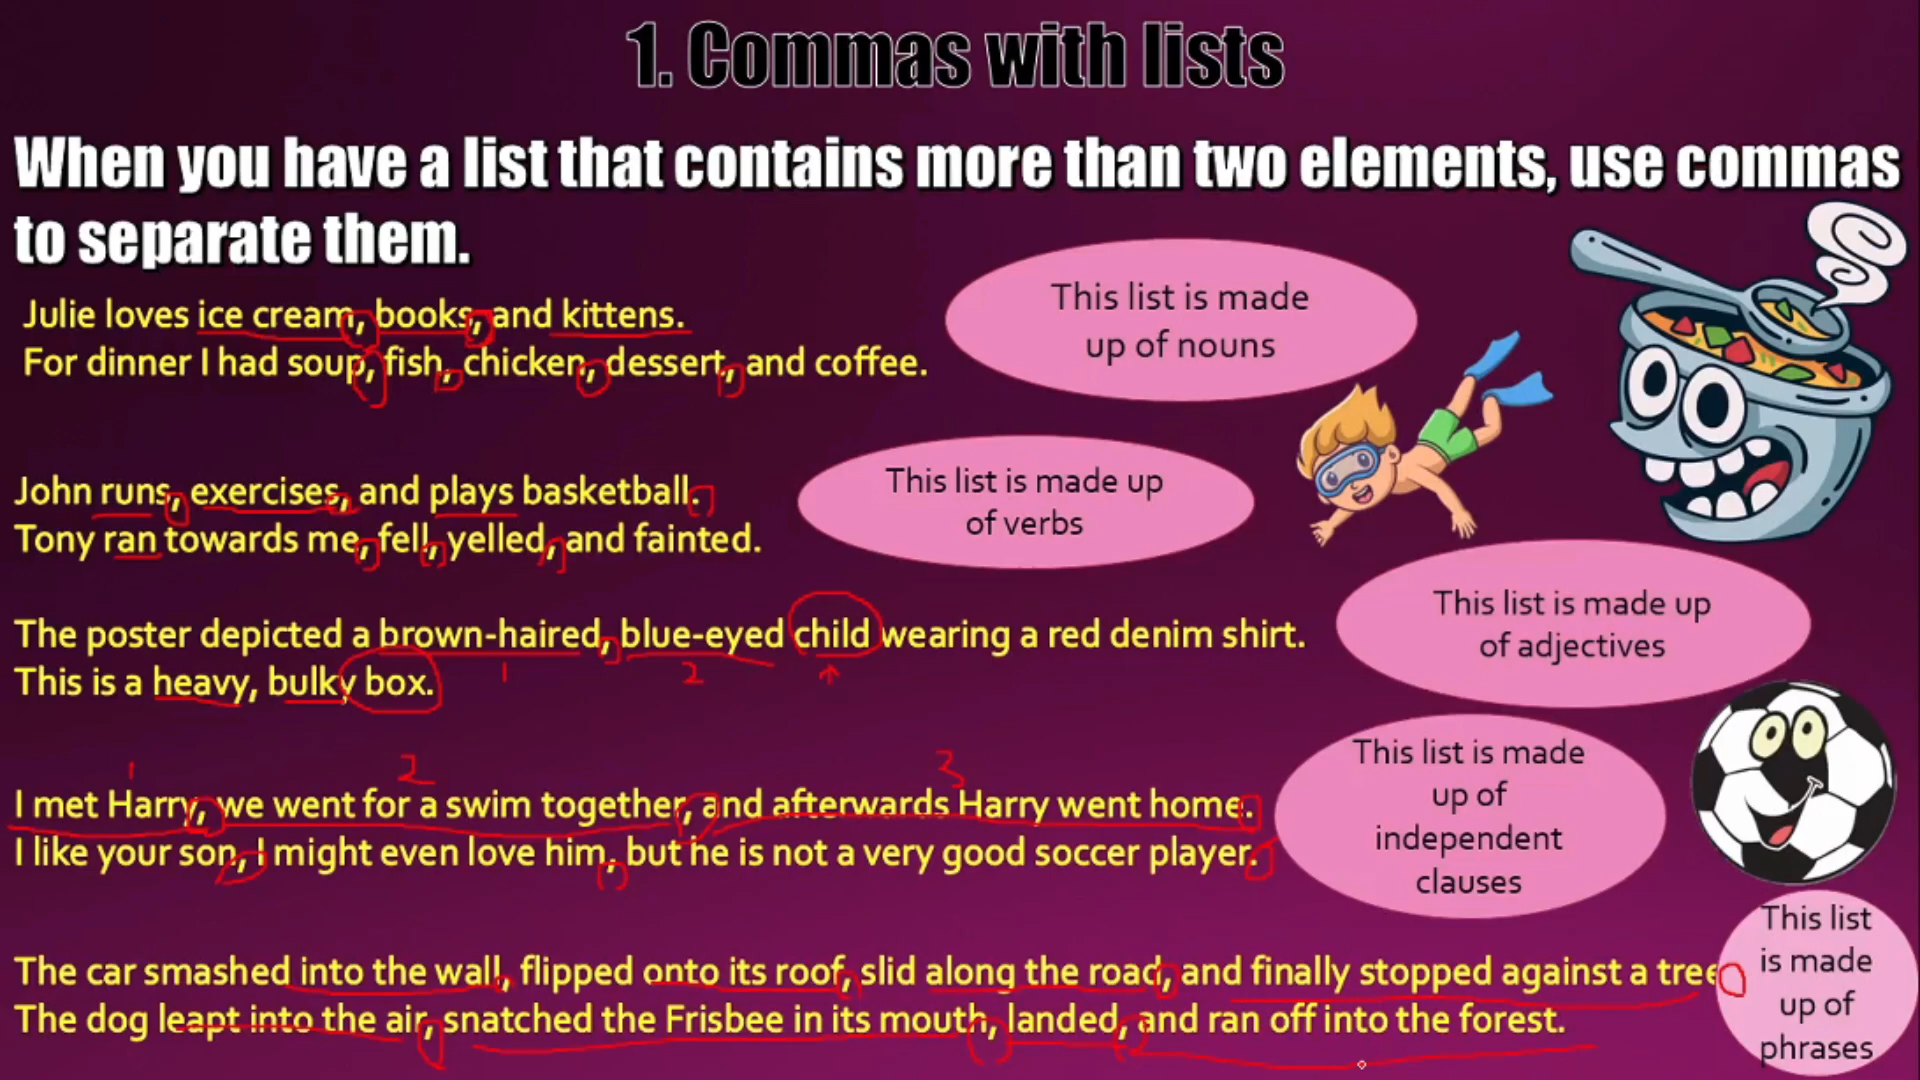 1. Commas with lists
When you have a list that contains more than two elements, use commas
to separate them.
Julie loves ice cream, books, and kittens.
For dinner I had soup, fish, chicken, dessert, and coffee.
This list is made
up of nouns
John runs, exercises, and plays basketball.
Tony ran towards me, fell, yelled, and fainted.
This list is made up
of verbs
The poster depicted a brown-haired, blue-eyed child wearing a red denim shirt.
This is a heavy, bulky box.
1 2
This list is made up
of adjectives
1 2 3
I met Harry, we went for a swim together, and afterwards Harry went home.
I like your son, I might even love him, but he is not a very good soccer player.
This list is made
up of
independent
clauses
The car smashed into the wall, flipped onto its roof, slid along the road, and finally stopped against a tree
The dog leapt into the air, snatched the Frisbee in its mouth, landed, and ran off into the forest.
This list
is made
up of
phrases